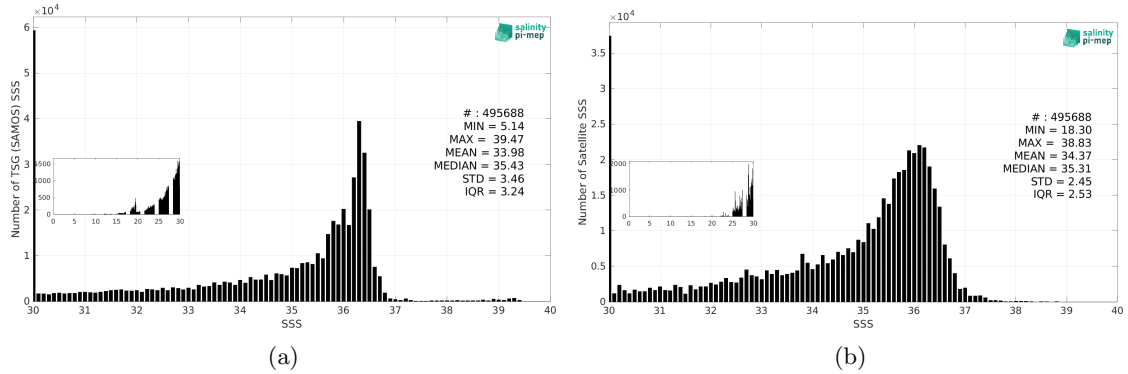 ×10⁴
6
5
4
3
2
1
0
30
31
32
33
34
35
36
37
38
39
40
SSS
Number of TSG (SAMOS) SSS
salinity
pi-mep
# : 495688
MIN = 5.14
MAX = 39.47
MEAN = 33.98
MEDIAN = 35.43
STD = 3.46
IQR = 3.24
1500
1000
500
0
0
5
10
15
20
25
30
(a)
×10⁴
3.5
3
2.5
2
1.5
1
0.5
0
30
31
32
33
34
35
36
37
38
39
40
SSS
Number of Satellite SSS
salinity
pi-mep
# : 495688
MIN = 18.30
MAX = 38.83
MEAN = 34.37
MEDIAN = 35.31
STD = 2.45
IQR = 2.53
2000
1000
0
0
5
10
15
20
25
30
(b)